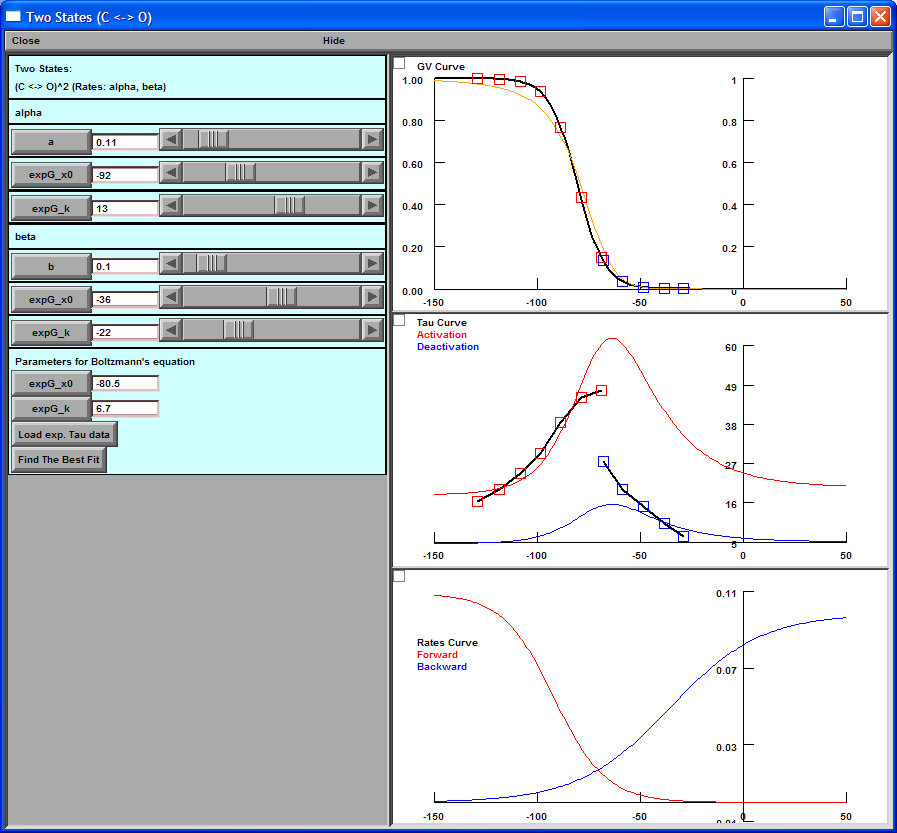 Two States (C <-> O)
Close Hide
Two States:
(C <-> O)^2 (Rates: alpha, beta)
alpha
a 0.11
expG_x0 -92
expG_k 13
beta
b 0.1
expG_x0 -36
expG_k -22
Parameters for Boltzmann's equation
expG_x0 -80.5
expG_k 6.7
Load exp. Tau data
Find The Best Fit
GV Curve
1.00 1
0.80 0.8
0.60 0.6
0.40 0.4
0.20 0.2
0.00 0
-150 -100 -50 0 50
Tau Curve
Activation
Deactivation
60
49
38
27
16
5
-150 -100 -50 0 50
0.11
Rates Curve
Forward
Backward
0.07
0.03
-150 -100 -50 0 50